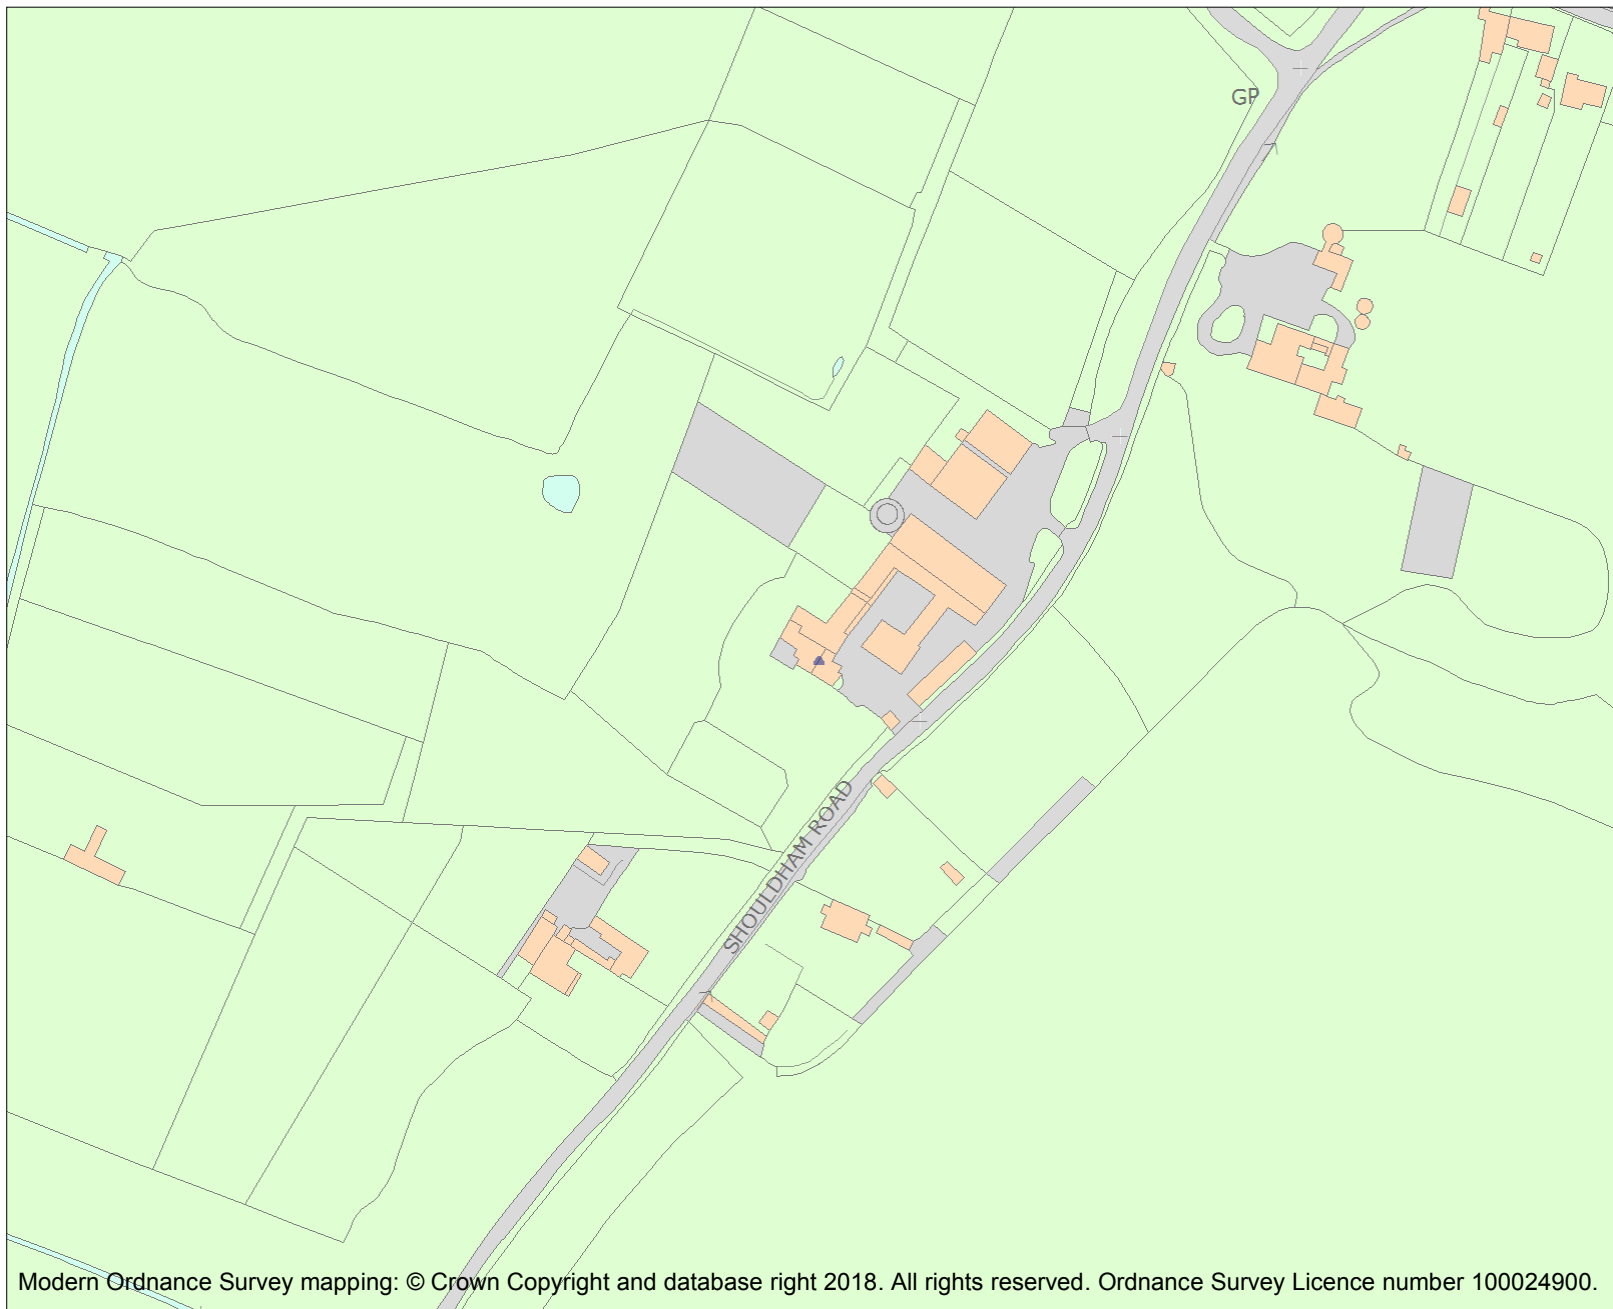 GP
SHOULDHAM ROAD
Modern Ordnance Survey mapping: © Crown Copyright and database right 2018. All rights reserved. Ordnance Survey Licence number 100024900.